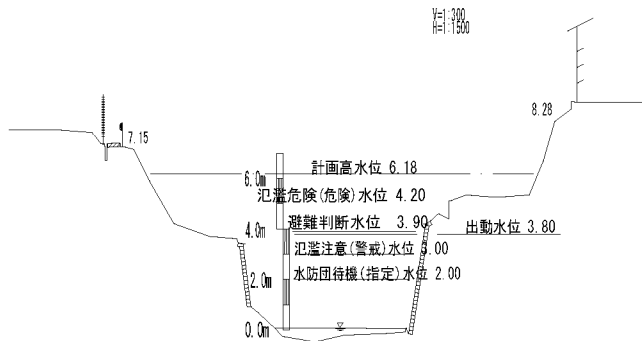 V=1:300
H=1:1500
8.28
7.15
計画高水位 6.18
6.0m
氾濫危険(危険)水位 4.20
避難判断水位 3.90
出動水位 3.80
4.0m
氾濫注意(警戒)水位 3.00
水防団待機(指定)水位 2.00
2.0m
0.0m